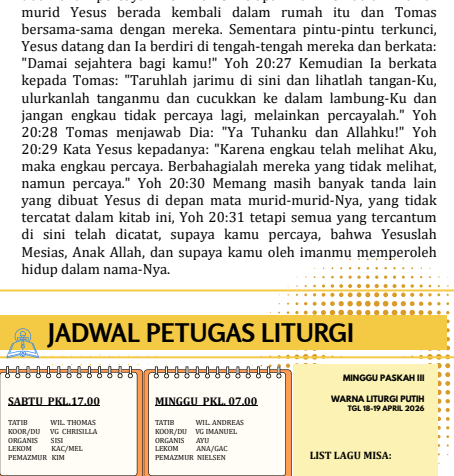 murid Yesus berada kembali dalam rumah itu dan Tomas
bersama-sama dengan mereka. Sementara pintu-pintu terkunci,
Yesus datang dan Ia berdiri di tengah-tengah mereka dan berkata:
"Damai sejahtera bagi kamu!" Yoh 20:27 Kemudian Ia berkata
kepada Tomas: "Taruhlah jarimu di sini dan lihatlah tangan-Ku,
ulurkanlah tanganmu dan cucukkan ke dalam lambung-Ku dan
jangan engkau tidak percaya lagi, melainkan percayalah." Yoh
20:28 Tomas menjawab Dia: "Ya Tuhanku dan Allahku!" Yoh
20:29 Kata Yesus kepadanya: "Karena engkau telah melihat Aku,
maka engkau percaya. Berbahagialah mereka yang tidak melihat,
namun percaya." Yoh 20:30 Memang masih banyak tanda lain
yang dibuat Yesus di depan mata murid-murid-Nya, yang tidak
tercatat dalam kitab ini, Yoh 20:31 tetapi semua yang tercantum
di sini telah dicatat, supaya kamu percaya, bahwa Yesuslah
Mesias, Anak Allah, dan supaya kamu oleh imanmu memperoleh
hidup dalam nama-Nya.
JADWAL PETUGAS LITURGI
SABTU PKL.17.00
TATIB WIL. THOMAS
KOOR/DU VG CHRISILLA
ORGANIS SISI
LEKOM KAC/MEL
PEMAZMUR KIM
MINGGU PKL. 07.00
TATIB WIL. ANDREAS
KOOR/DU VG IMANUEL
ORGANIS AYU
LEKOM ANA/GAC
PEMAZMUR NIELSEN
MINGGU PASKAH III
WARNA LITURGI PUTIH
TGL 18-19 APRIL 2026
LIST LAGU MISA: